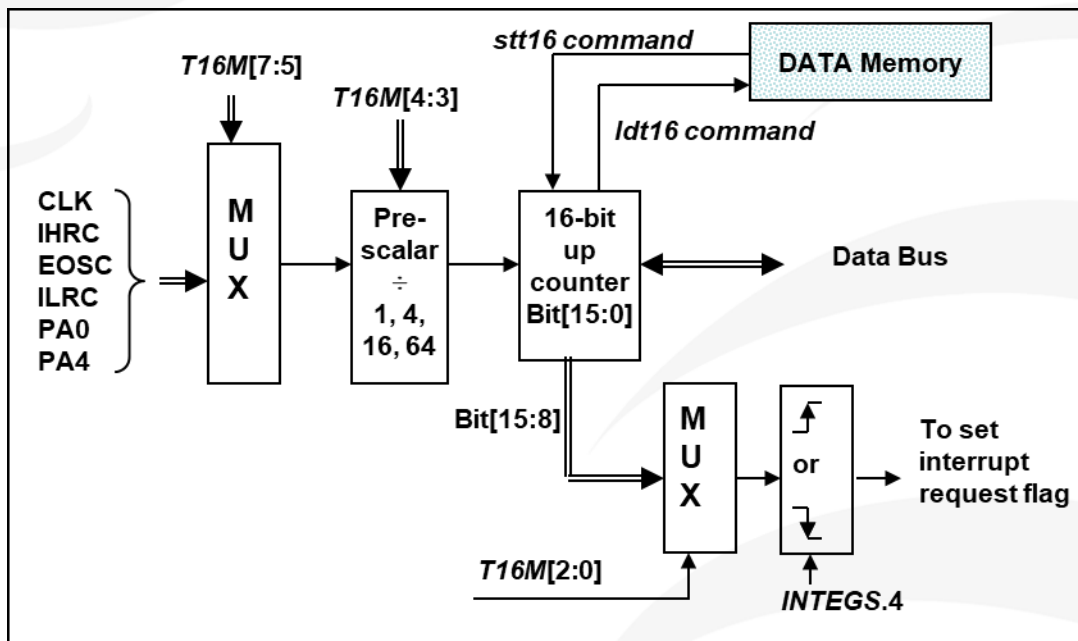 stt16 command
DATA Memory
T16M[7:5]
T16M[4:3]
ldt16 command
CLK
IHRC
EOSC
ILRC
PA0
PA4
M
U
X
Pre-
scalar
÷
1, 4,
16, 64
16-bit
up
counter
Bit[15:0]
Data Bus
Bit[15:8]
M
U
X
or
To set
interrupt
request flag
T16M[2:0]
INTEGS.4